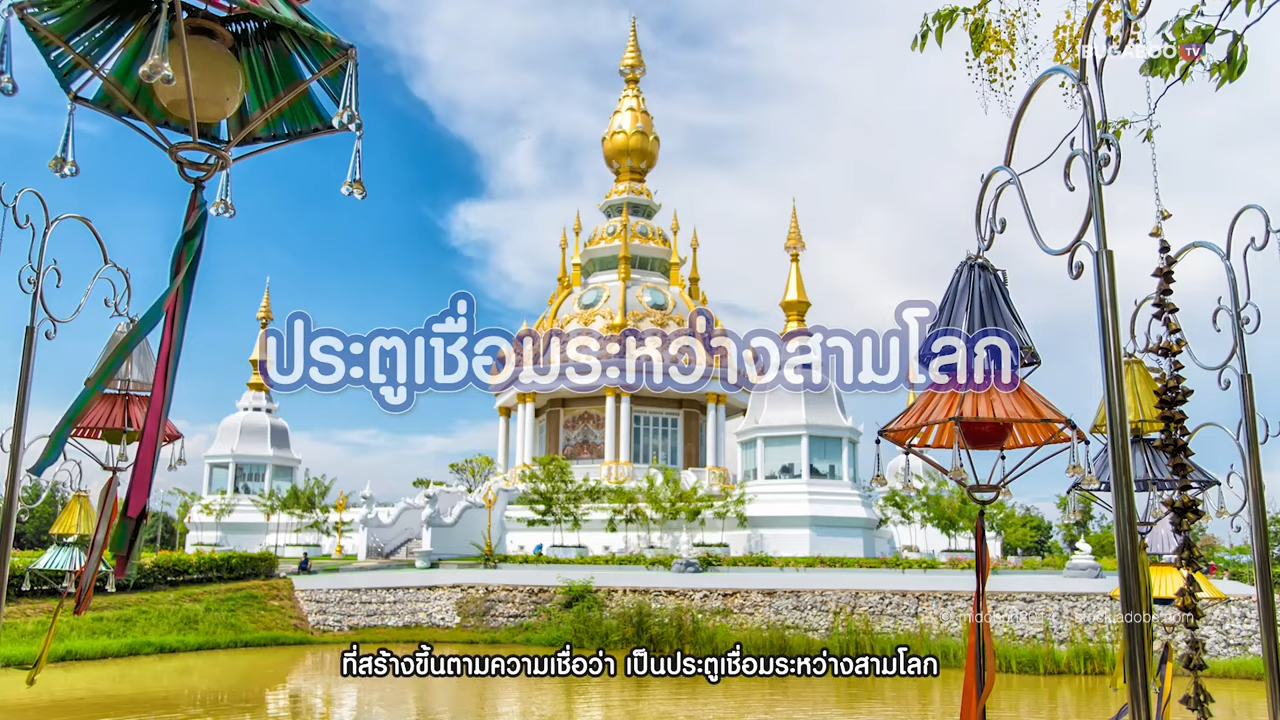 BUGABOO TV
ประตูเชื่อมระหว่างสามโลก
ที่สร้างขึ้นตามความเชื่อว่า เป็นประตูเชื่อมระหว่างสามโลก